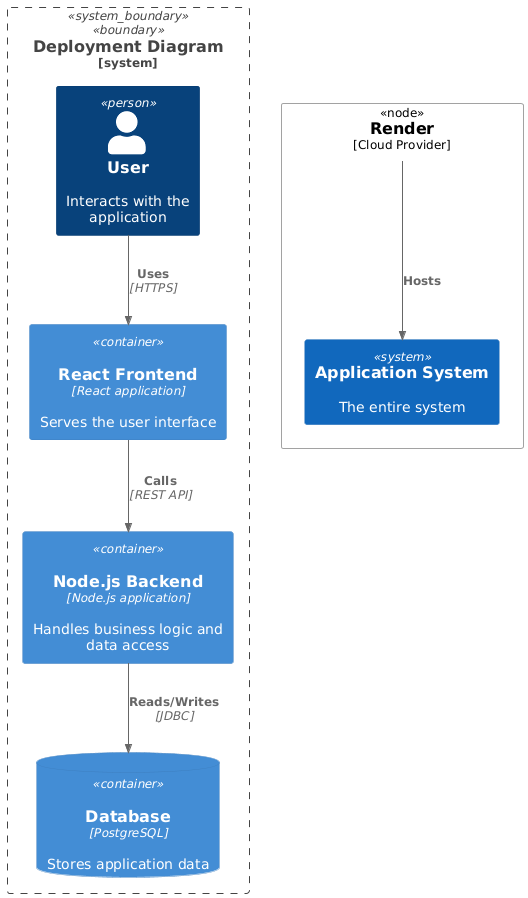 «system_boundary»
«boundary»
Deployment Diagram
[system]
«person»
User
Interacts with the
application
Uses
[HTTPS]
«container»
React Frontend
[React application]
Serves the user interface
Calls
[REST API]
«container»
Node.js Backend
[Node.js application]
Handles business logic and
data access
Reads/Writes
[JDBC]
«container»
Database
[PostgreSQL]
Stores application data
«node»
Render
[Cloud Provider]
Hosts
«system»
Application System
The entire system